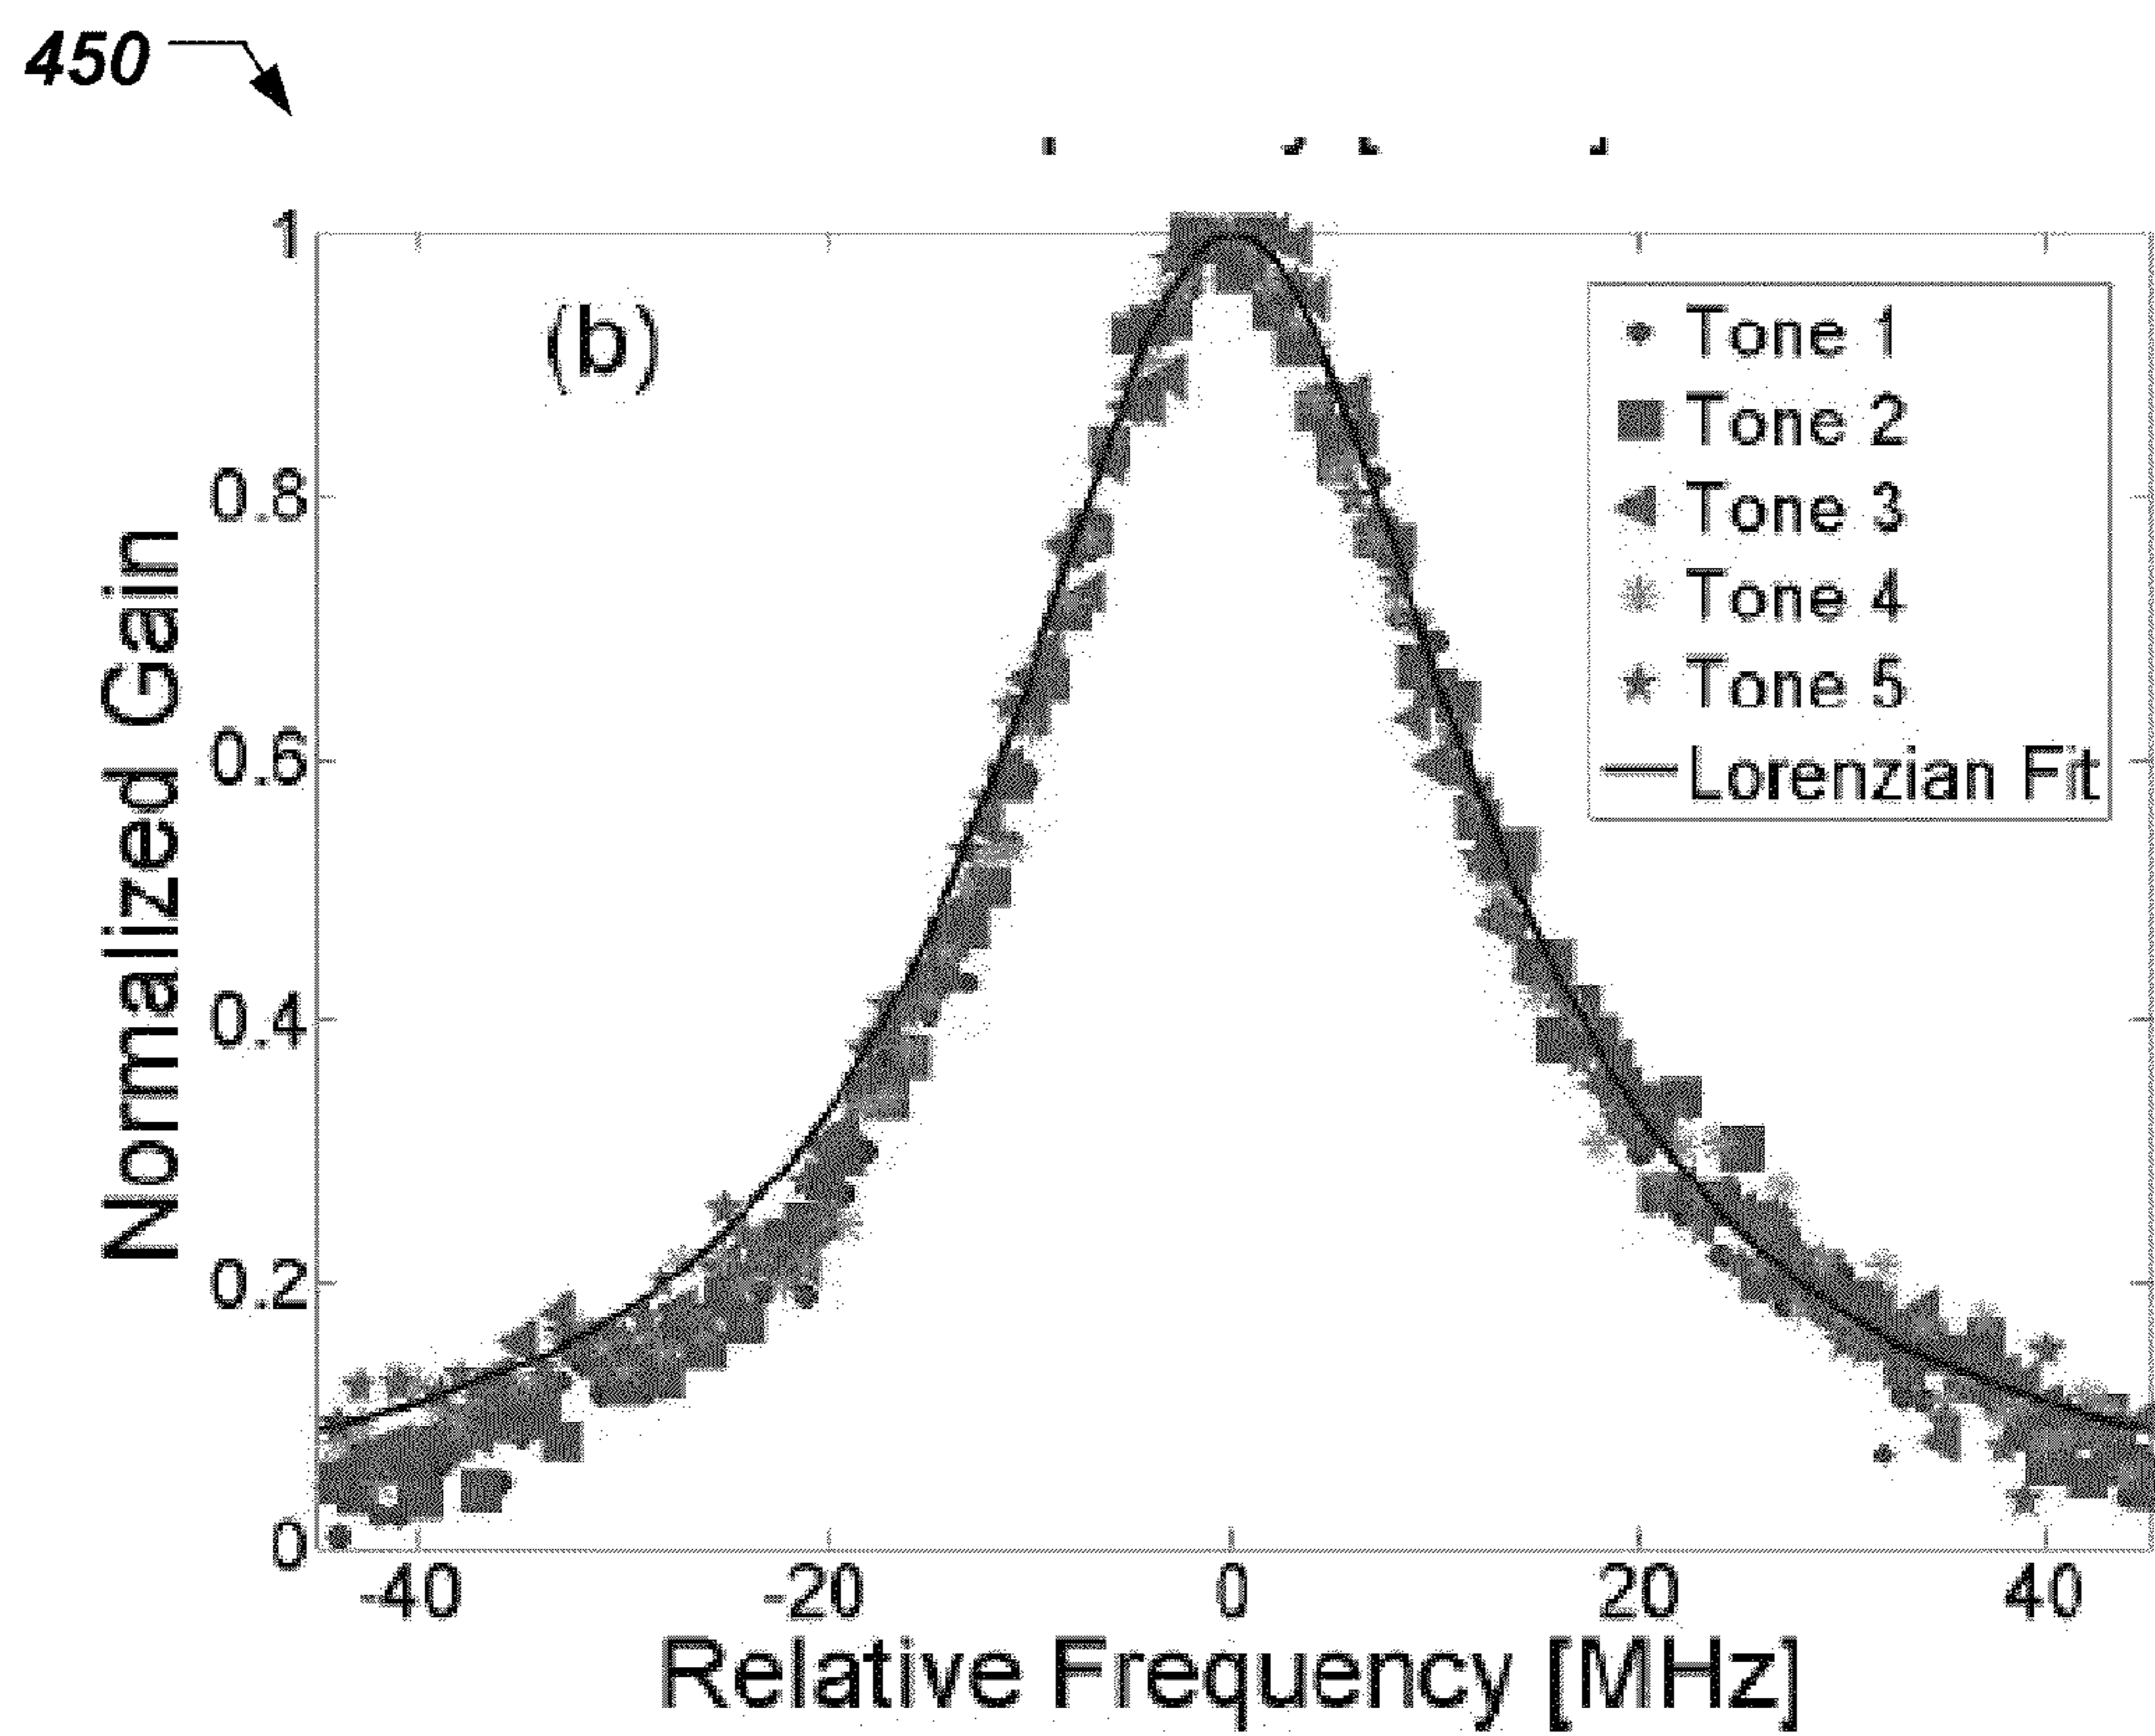 450
1
(b)
Tone 1
Tone 2
0.8
Tone 3
Tone 4
Tone 5
0.6
Lorenzian Fit
Normalized Gain
0.4
0.2
0
-40 -20 0 20 40
Relative Frequency [MHz]